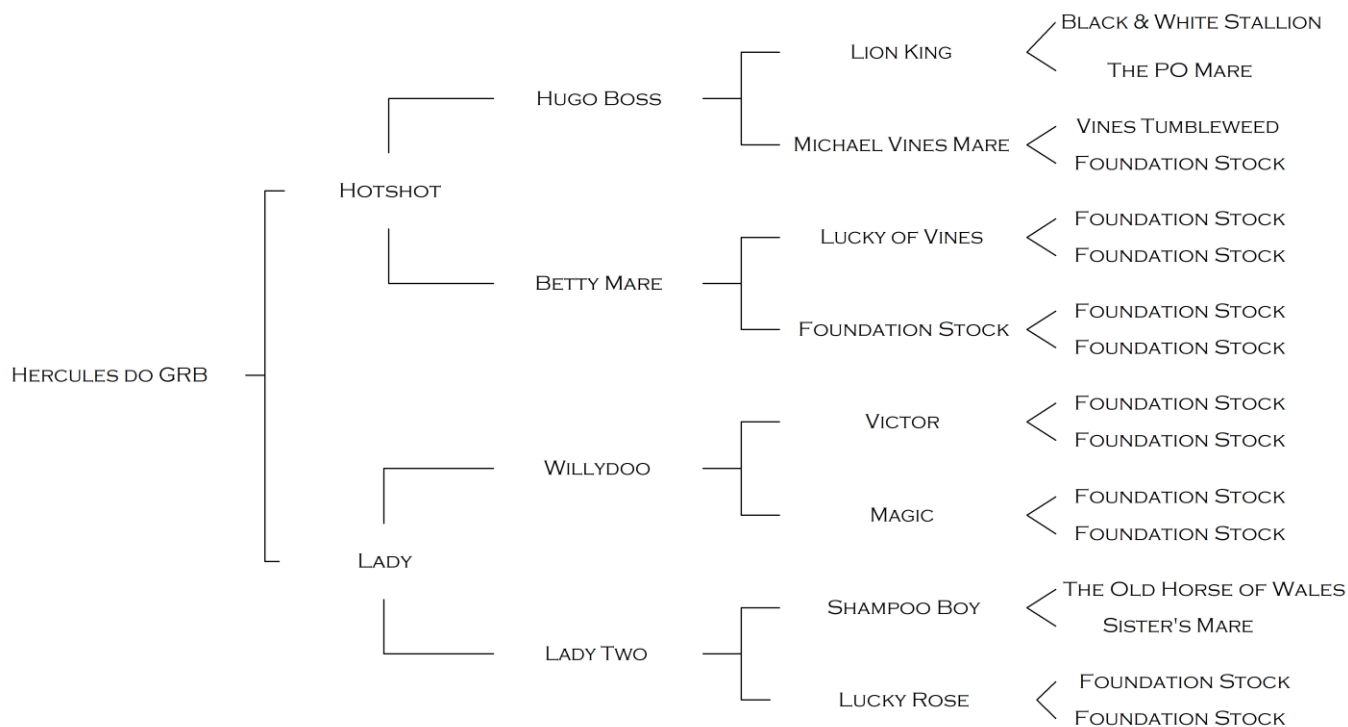 Black & White Stallion
Lion King
The PO Mare
Hugo Boss
Vines Tumbleweed
Michael Vines Mare
Foundation Stock
Hotshot
Foundation Stock
Lucky of Vines
Foundation Stock
Betty Mare
Foundation Stock
Foundation Stock
Foundation Stock
Hercules do GRB
Foundation Stock
Victor
Foundation Stock
Willydoo
Foundation Stock
Magic
Foundation Stock
Lady
The Old Horse of Wales
Shampoo Boy
Sister's Mare
Lady Two
Foundation Stock
Lucky Rose
Foundation Stock